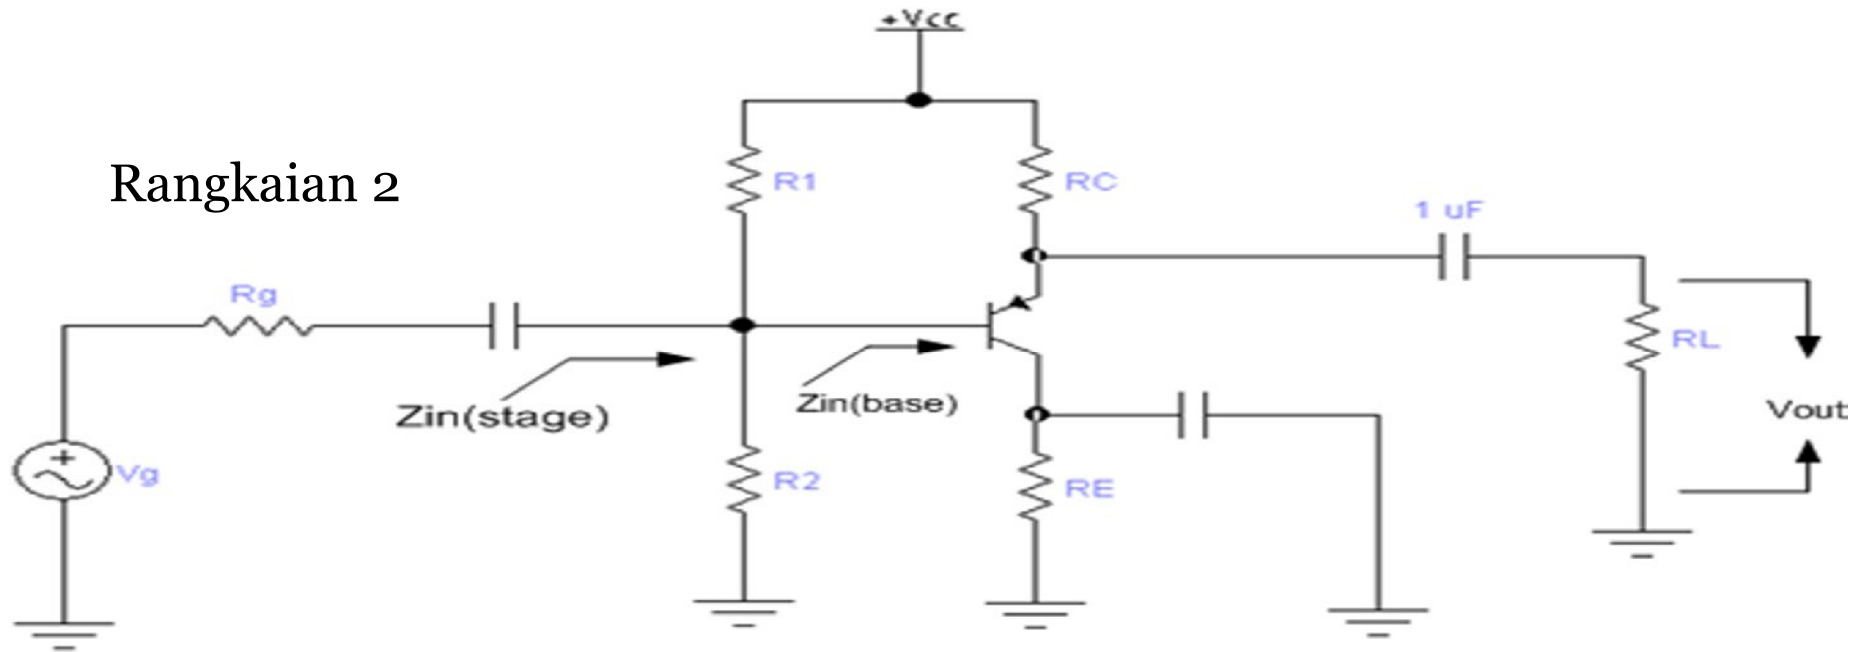 +Vcc
Rangkaian 2
R1
RC
1 uF
Rg
RL
Zin(stage)
Zin(base)
Vout
Vg
R2
RE